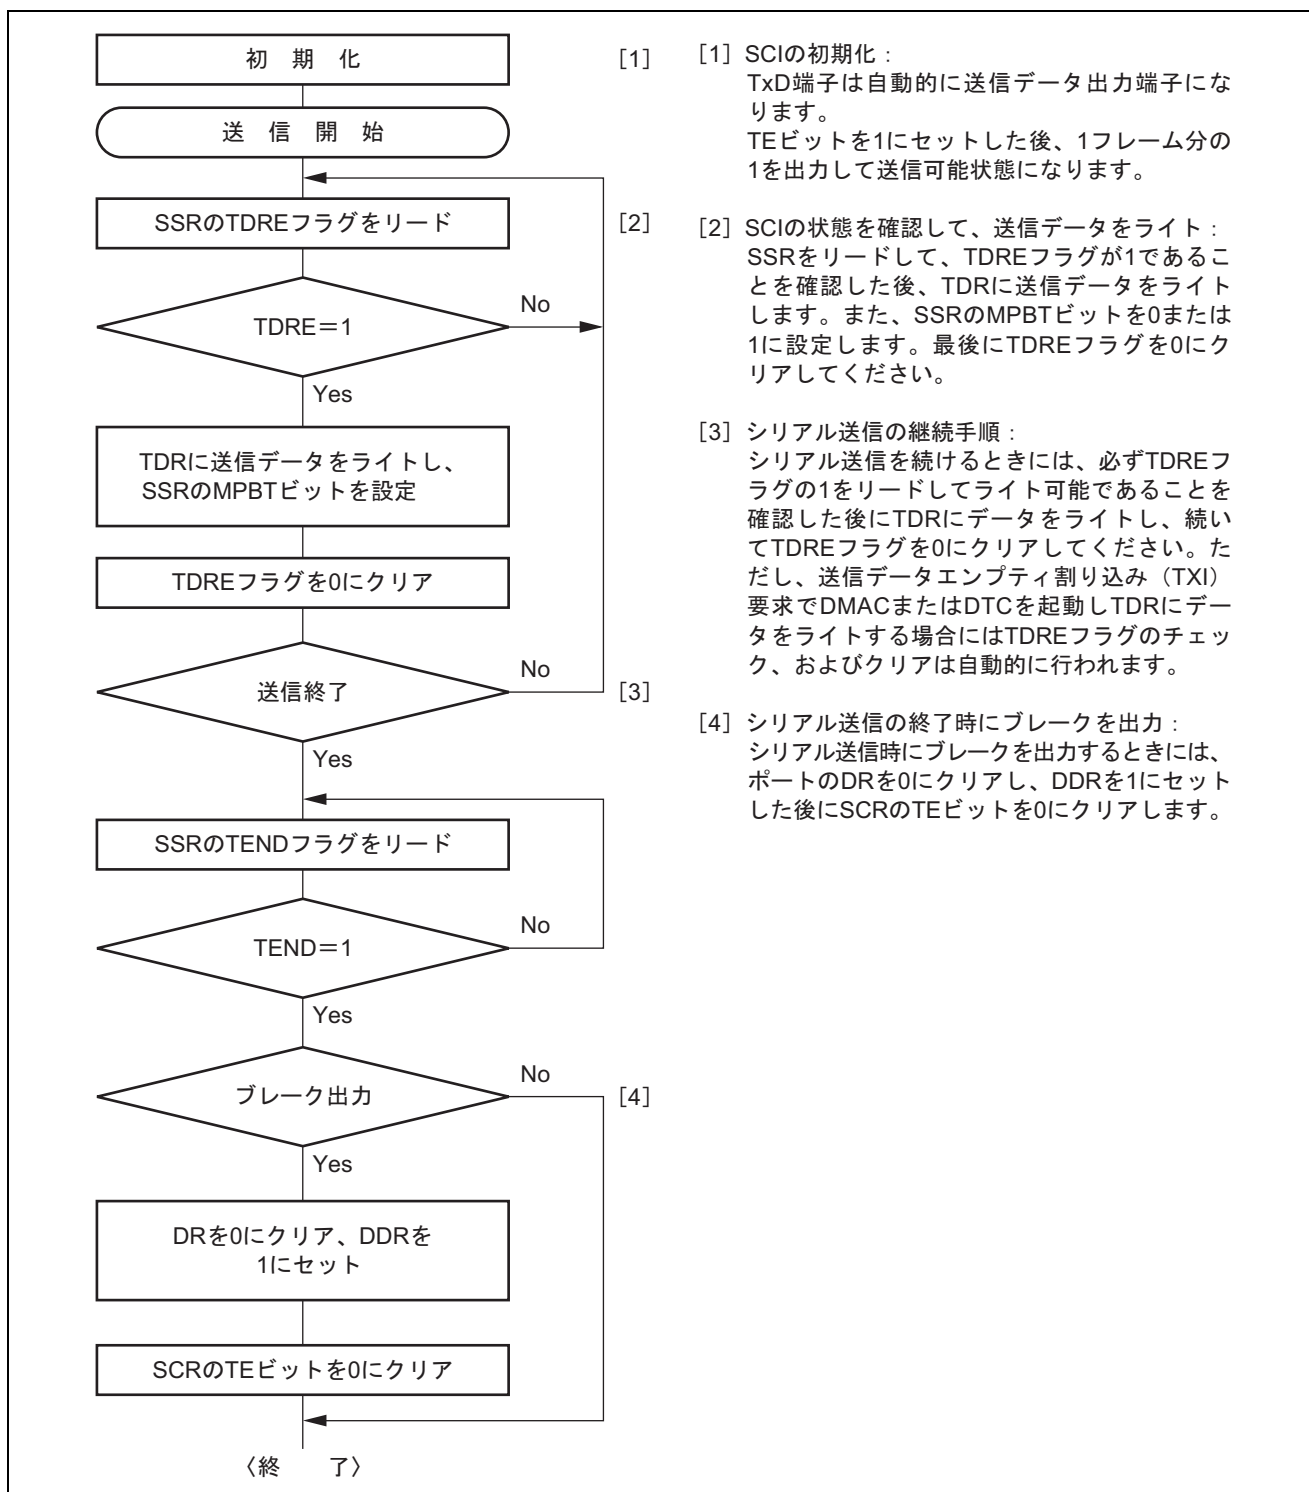 初 期 化
[1]
送 信 開 始
SSRのTDREフラグをリード
[2]
TDRE=1
No
Yes
TDRに送信データをライトし、
SSRのMPBTビットを設定
TDREフラグを0にクリア
送信終了
No
[3]
Yes
SSRのTENDフラグをリード
TEND=1
No
Yes
ブレーク出力
No
[4]
Yes
DRを0にクリア、DDRを
1にセット
SCRのTEビットを0にクリア
〈終 了〉
[1] SCIの初期化：
TxD端子は自動的に送信データ出力端子にな
ります。
TEビットを1にセットした後、1フレーム分の
1を出力して送信可能状態になります。
[2] SCIの状態を確認して、送信データをライト：
SSRをリードして、TDREフラグが1であるこ
とを確認した後、TDRに送信データをライト
します。また、SSRのMPBTビットを0または
1に設定します。最後にTDREフラグを0にク
リアしてください。
[3] シリアル送信の継続手順：
シリアル送信を続けるときには、必ずTDREフ
ラグの1をリードしてライト可能であることを
確認した後にTDRにデータをライトし、続い
てTDREフラグを0にクリアしてください。た
だし、送信データエンプティ割り込み（TXI）
要求でDMACまたはDTCを起動しTDRにデー
タをライトする場合にはTDREフラグのチェッ
ク、およびクリアは自動的に行われます。
[4] シリアル送信の終了時にブレークを出力：
シリアル送信時にブレークを出力するときには、
ポートのDRを0にクリアし、DDRを1にセット
した後にSCRのTEビットを0にクリアします。